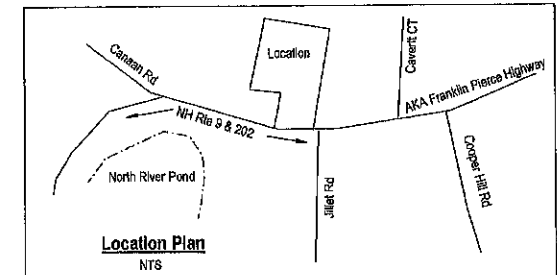 Canaan Rd
Location
Cavertt CT
AKA Franklin Pierce Highway
NH Rte 9 & 202
North River Pond
Jillet Rd
Cooper Hill Rd
Location Plan
NTS